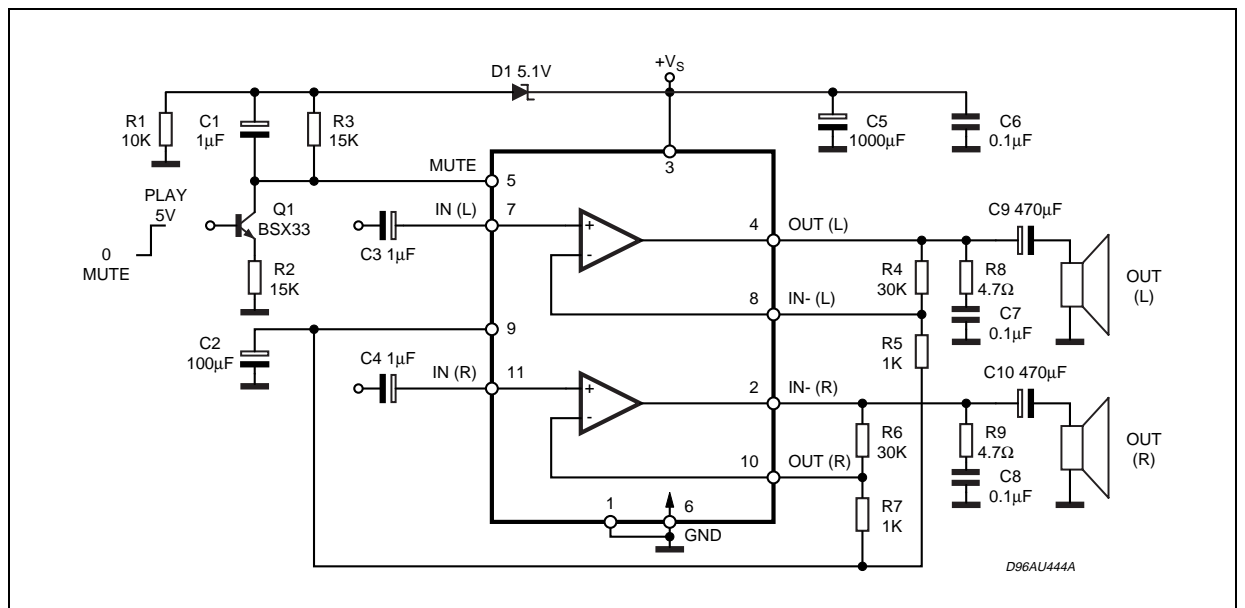 D1 5.1V
+VS
R1
10K
C1
1µF
R3
15K
C5
1000µF
C6
0.1µF
3
MUTE
5
PLAY
5V
0
MUTE
Q1
BSX33
R2
15K
IN (L)
7
C3 1µF
+
-
4
OUT (L)
C9 470µF
R4
30K
R8
4.7Ω
OUT
(L)
8
IN- (L)
C7
0.1µF
R5
1K
C2
100µF
9
C4 1µF
IN (R)
11
+
-
2
IN- (R)
C10 470µF
R6
30K
R9
4.7Ω
OUT
(R)
10
OUT (R)
C8
0.1µF
R7
1K
1
6
GND
D96AU444A